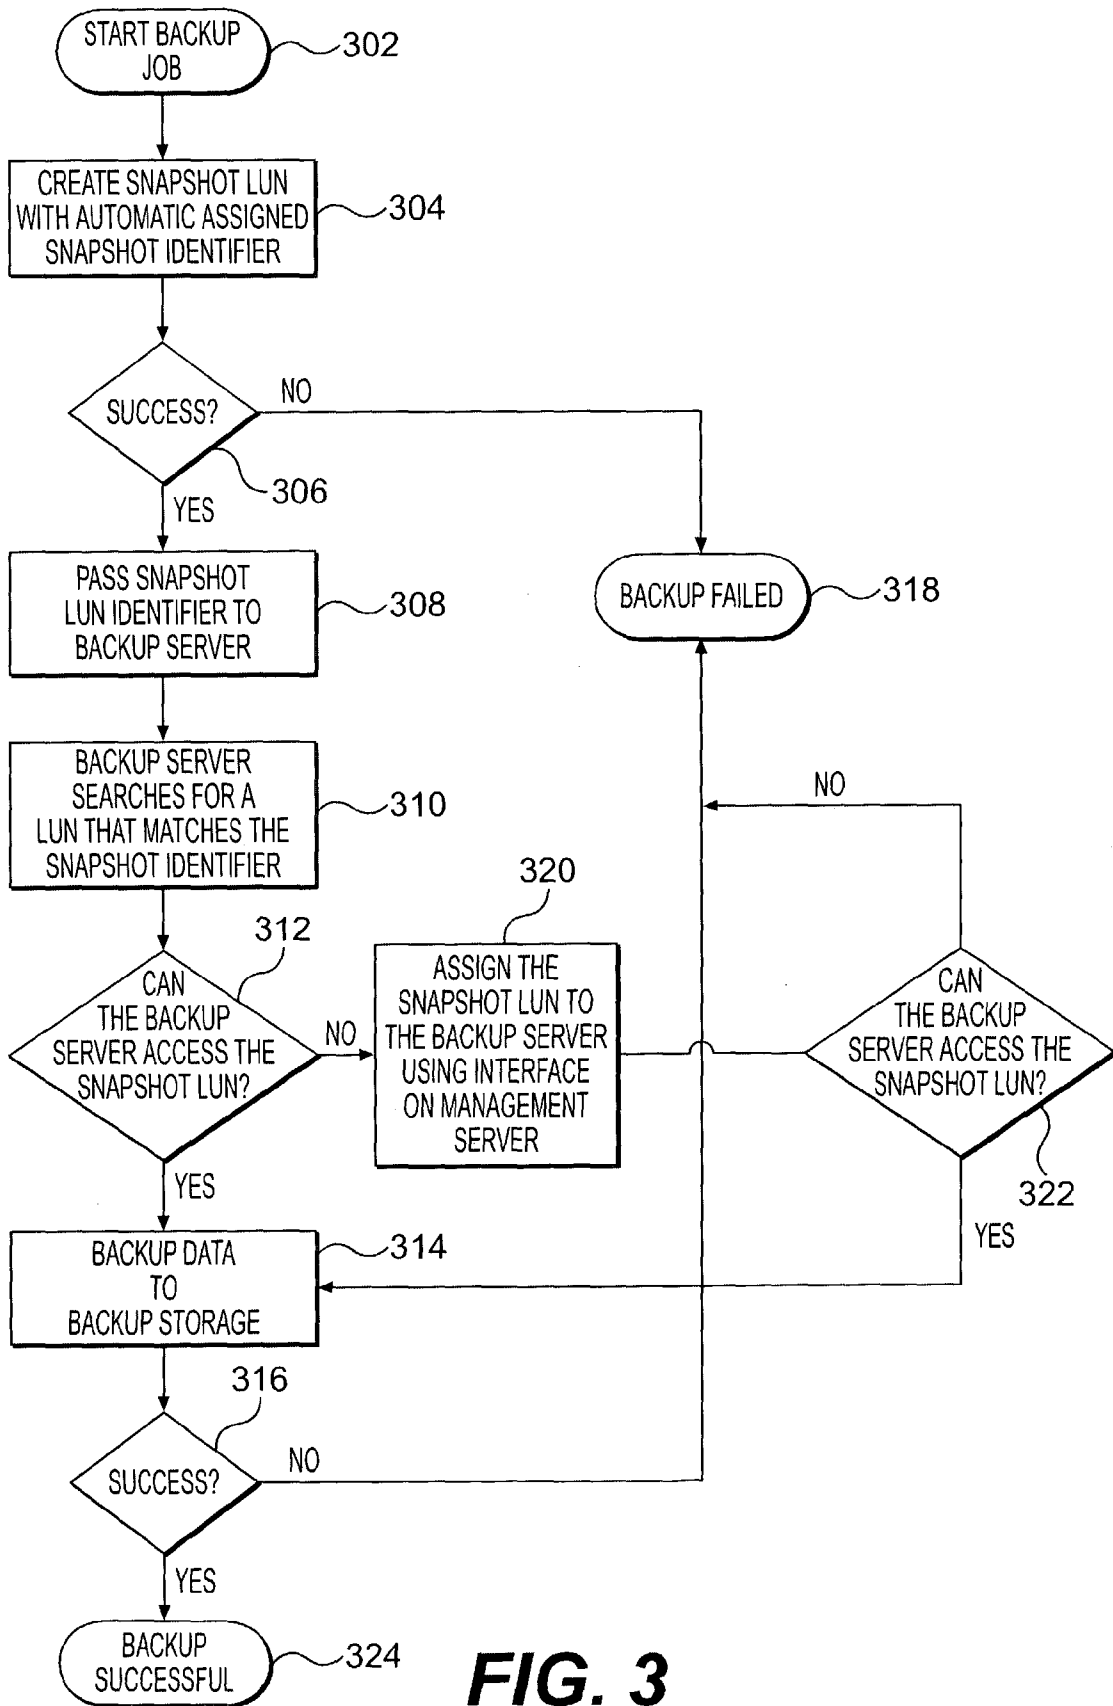 START BACKUP
JOB
302
CREATE SNAPSHOT LUN
WITH AUTOMATIC ASSIGNED
SNAPSHOT IDENTIFIER
304
SUCCESS?
NO
306
YES
PASS SNAPSHOT
LUN IDENTIFIER TO
BACKUP SERVER
308
BACKUP FAILED
318
BACKUP SERVER
SEARCHES FOR A
LUN THAT MATCHES THE
SNAPSHOT IDENTIFIER
310
NO
312
CAN
THE BACKUP
SERVER ACCESS THE
SNAPSHOT LUN?
NO
320
ASSIGN THE
SNAPSHOT LUN TO
THE BACKUP SERVER
USING INTERFACE
ON MANAGEMENT
SERVER
CAN
THE BACKUP
SERVER ACCESS THE
SNAPSHOT LUN?
322
YES
YES
BACKUP DATA
TO
BACKUP STORAGE
314
316
SUCCESS?
NO
YES
BACKUP
SUCCESSFUL
324
FIG. 3